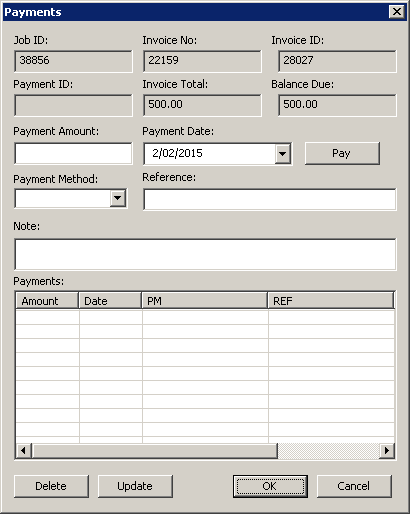 Payments
Job ID: Invoice No: Invoice ID:
38856 22159 28027
Payment ID: Invoice Total: Balance Due:
500.00 500.00
Payment Amount: Payment Date:
2/02/2015 Pay
Payment Method: Reference:
Note:
Payments:
Amount Date PM REF
Delete Update OK Cancel